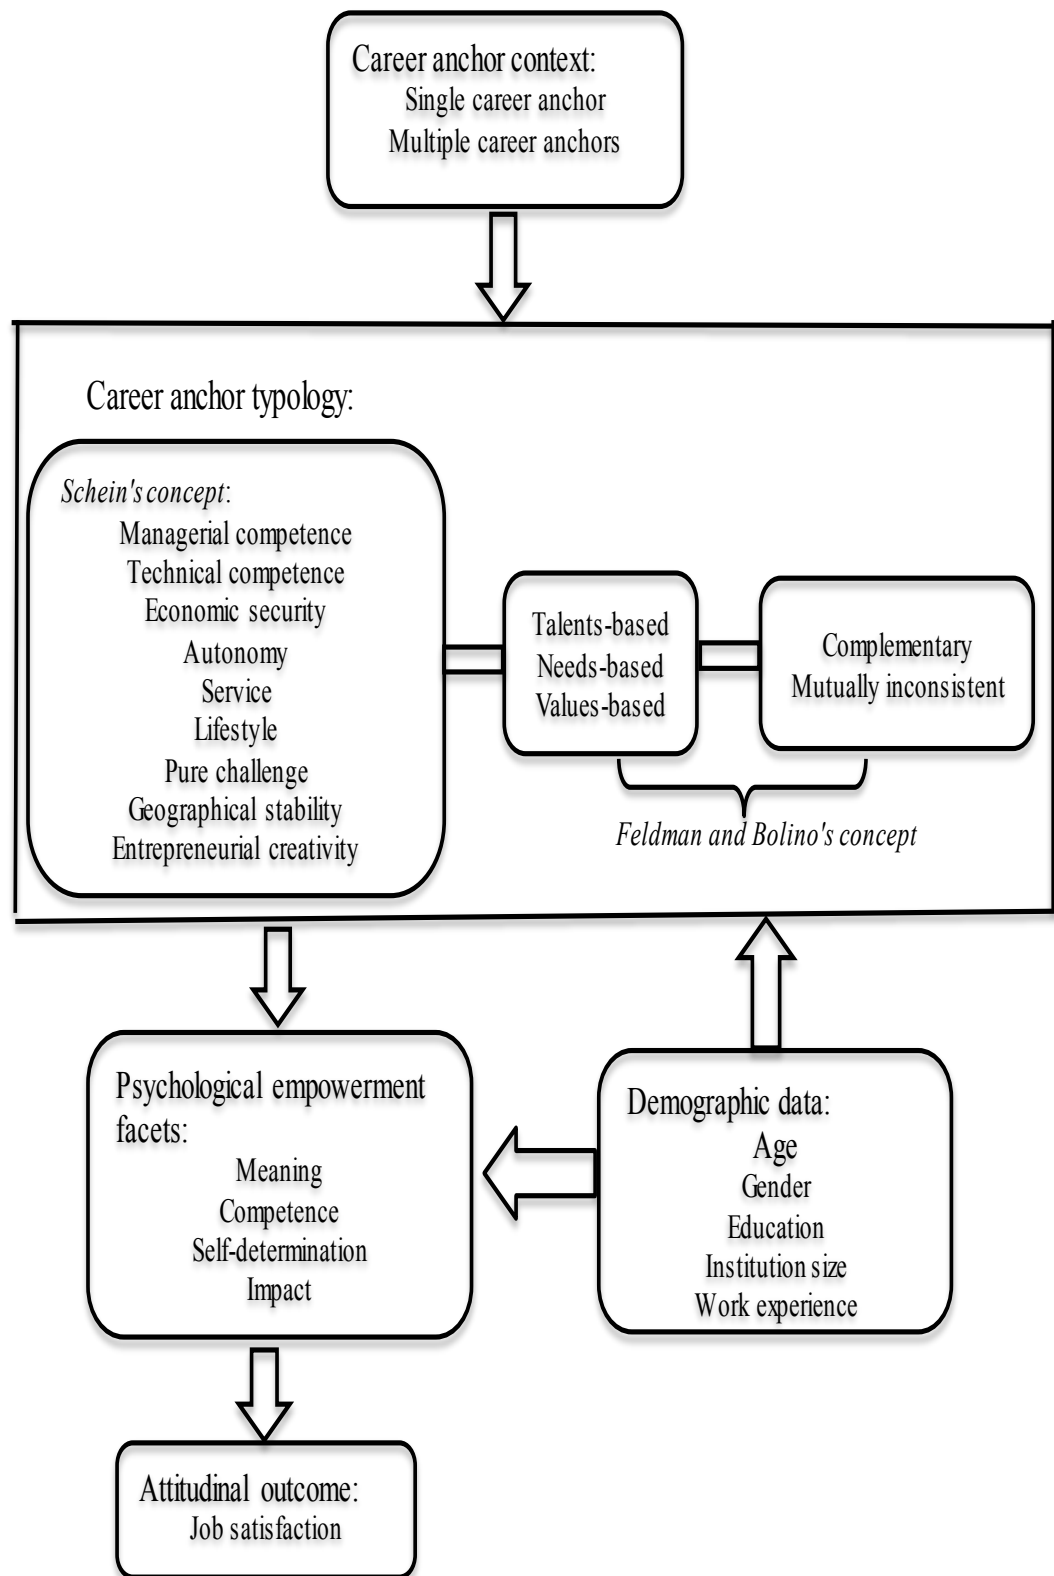 Career anchor context:
Single career anchor
Multiple career anchors
Career anchor typology:
Schein's concept:
Managerial competence
Technical competence
Economic security
Autonomy
Service
Lifestyle
Pure challenge
Geographical stability
Entrepreneurial creativity
Talents-based
Needs-based
Values-based
Complementary
Mutually inconsistent
Feldman and Bolino's concept
Psychological empowerment
facets:
Meaning
Competence
Self-determination
Impact
Demographic data:
Age
Gender
Education
Institution size
Work experience
Attitudinal outcome:
Job satisfaction